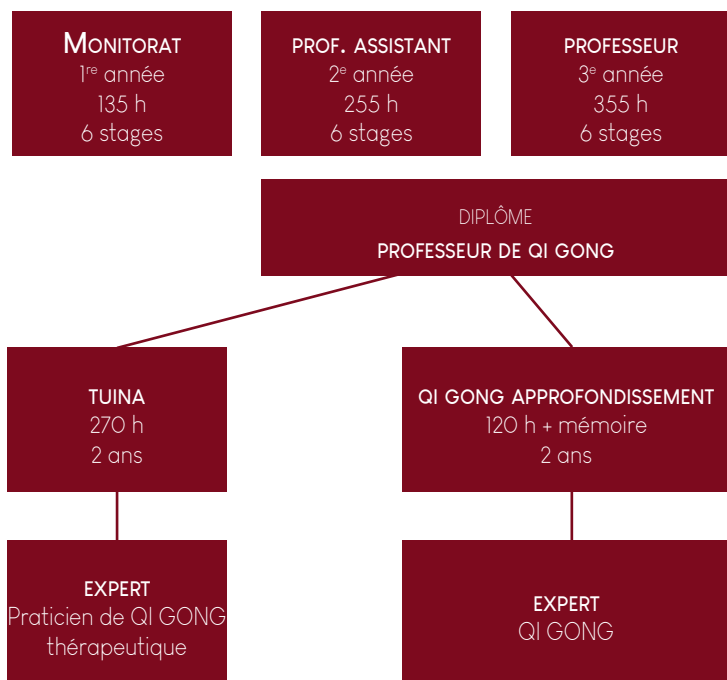 Monitorat
1re année
135 h
6 stages
PROF. ASSISTANT
2e année
255 h
6 stages
PROFESSEUR
3e année
355 h
6 stages
DIPLÔME
PROFESSEUR DE QI GONG
TUINA
270 h
2 ans
QI GONG APPROFONDISSEMENT
120 h + mémoire
2 ans
EXPERT
Praticien de QI GONG
thérapeutique
EXPERT
QI GONG